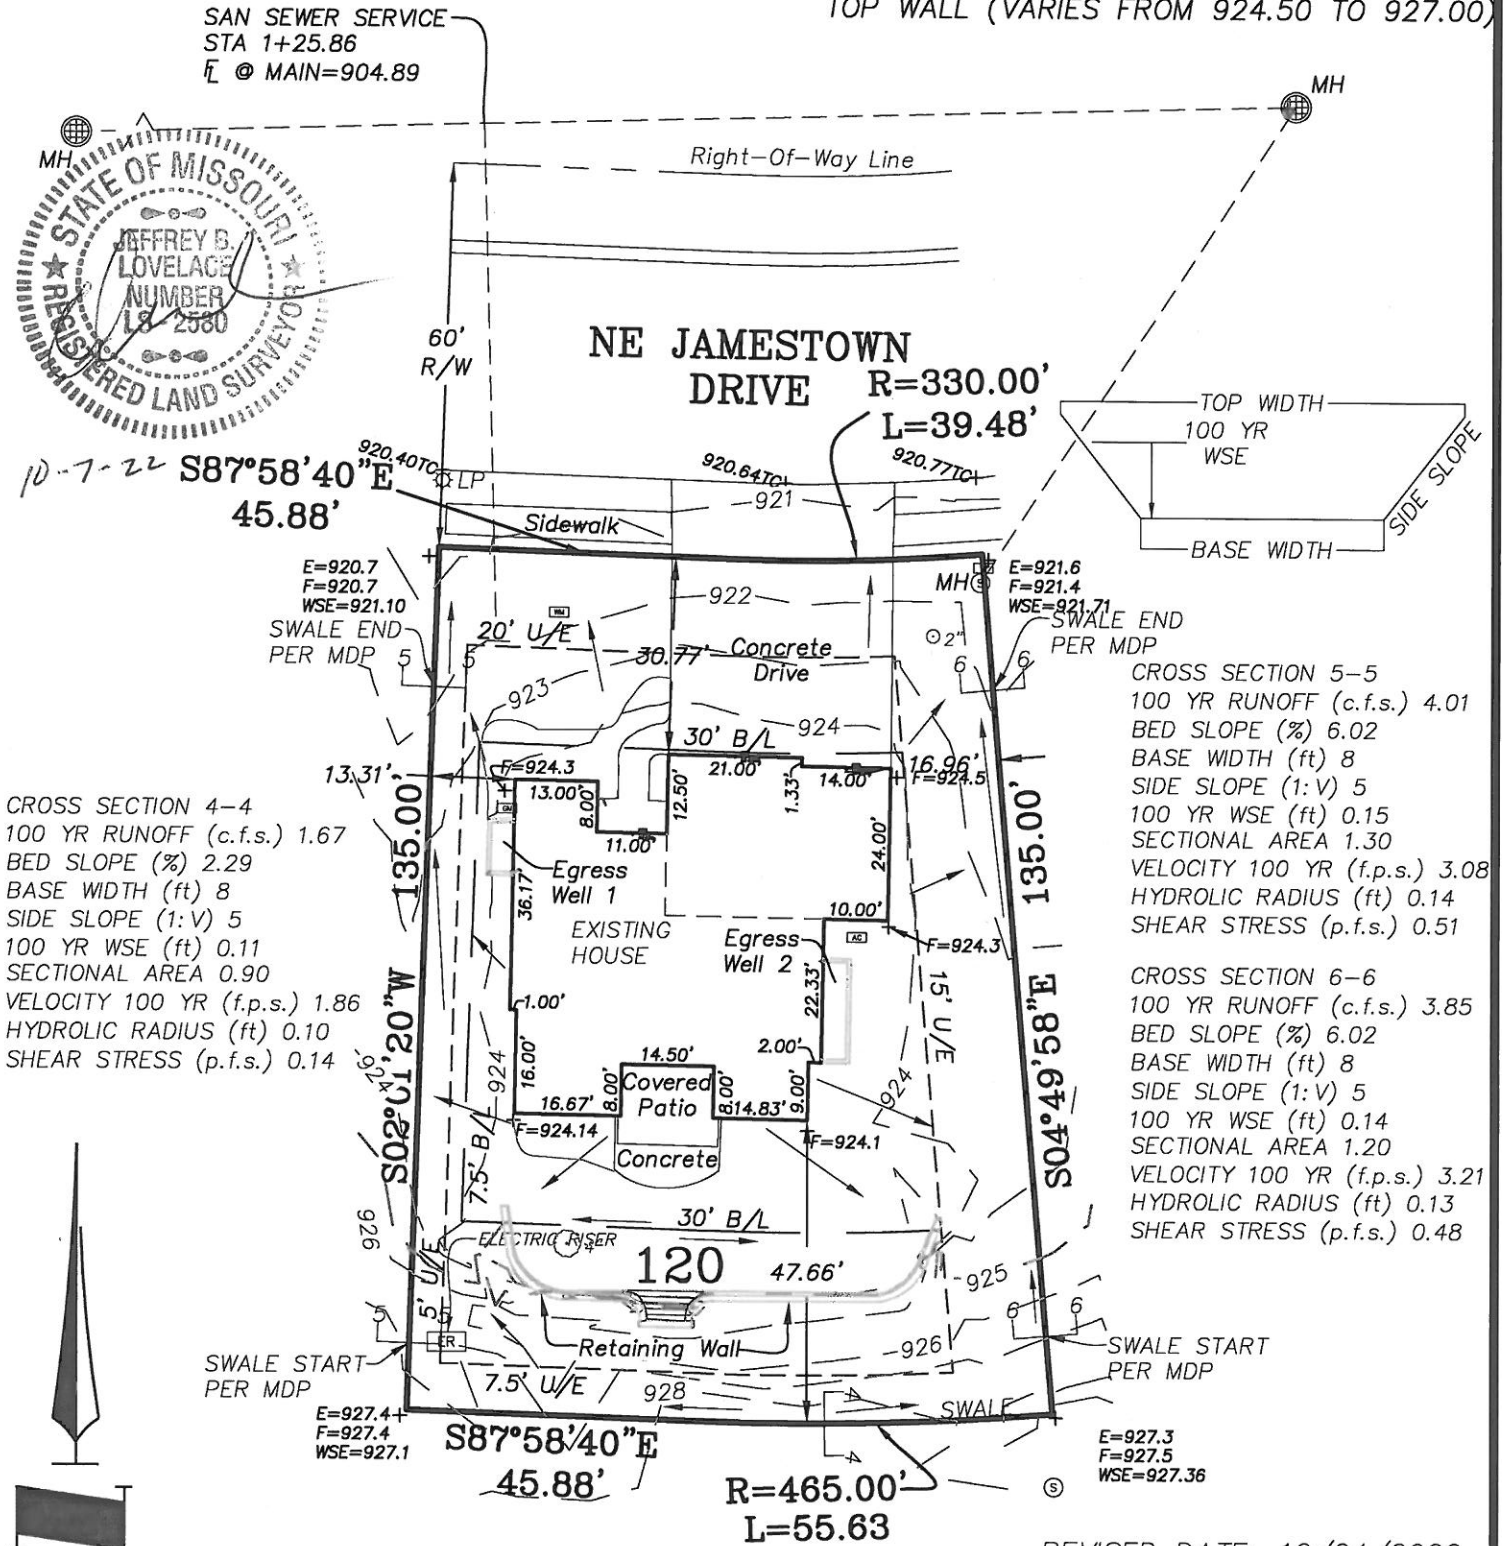 TOP WALL (VARIES FROM 924.50 TO 927.00)
SAN SEWER SERVICE
STA 1+25.86
FL @ MAIN=904.89
MH
MH
STATE OF MISSOURI
JEFFREY B.
LOVELACE
NUMBER
LS-2580
REGISTERED LAND SURVEYOR
10-7-22
Right-Of-Way Line
60'
R/W
NE JAMESTOWN
DRIVE
R=330.00'
L=39.48'
TOP WIDTH
100 YR
WSE
SIDE SLOPE
BASE WIDTH
S87°58'40"E
45.88'
920.40TC
LP
920.64TC
920.77TC
921
Sidewalk
E=920.7
F=920.7
WSE=921.10
SWALE END
PER MDP
MH
S
E=921.6
F=921.4
WSE=921.71
SWALE END
PER MDP
922
WM
20' U/E
30.77'
Concrete
Drive
2"
5
5
6
6
923
924
30' B/L
CROSS SECTION 5-5
100 YR RUNOFF (c.f.s.) 4.01
BED SLOPE (%) 6.02
BASE WIDTH (ft) 8
SIDE SLOPE (1:V) 5
100 YR WSE (ft) 0.15
SECTIONAL AREA 1.30
VELOCITY 100 YR (f.p.s.) 3.08
HYDROLIC RADIUS (ft) 0.14
SHEAR STRESS (p.f.s.) 0.51
13.31'
F=924.3
13.00'
8.00'
11.00'
12.50'
21.00'
1.33'
14.00'
16.96'
F=924.5
GM
135.00'
135.00'
24.00'
CROSS SECTION 4-4
100 YR RUNOFF (c.f.s.) 1.67
BED SLOPE (%) 2.29
BASE WIDTH (ft) 8
SIDE SLOPE (1:V) 5
100 YR WSE (ft) 0.11
SECTIONAL AREA 0.90
VELOCITY 100 YR (f.p.s.) 1.86
HYDROLIC RADIUS (ft) 0.10
SHEAR STRESS (p.f.s.) 0.14
Egress
Well 1
36.17'
EXISTING
HOUSE
Egress
Well 2
10.00'
AC
F=924.3
22.33'
15' U/E
CROSS SECTION 6-6
100 YR RUNOFF (c.f.s.) 3.85
BED SLOPE (%) 6.02
BASE WIDTH (ft) 8
SIDE SLOPE (1:V) 5
100 YR WSE (ft) 0.14
SECTIONAL AREA 1.20
VELOCITY 100 YR (f.p.s.) 3.21
HYDROLIC RADIUS (ft) 0.13
SHEAR STRESS (p.f.s.) 0.48
1.00'
S02°01'20"W
S04°49'58"E
924
924
924
16.00'
14.50'
2.00'
Covered
Patio
8.00'
8.00'
9.00'
16.67'
14.83'
F=924.14
F=924.1
Concrete
7.5' B/L
926
30' B/L
ELECTRIC RISER
4"
120
47.66'
925
5' U/E
5
5
6
6
ER
Retaining Wall
926
SWALE START
PER MDP
SWALE START
PER MDP
7.5' U/E
928
SWALE
4
4
E=927.4
F=927.4
WSE=927.1
S87°58'40"E
45.88'
R=465.00'
L=55.63
E=927.3
F=927.5
WSE=927.36
S